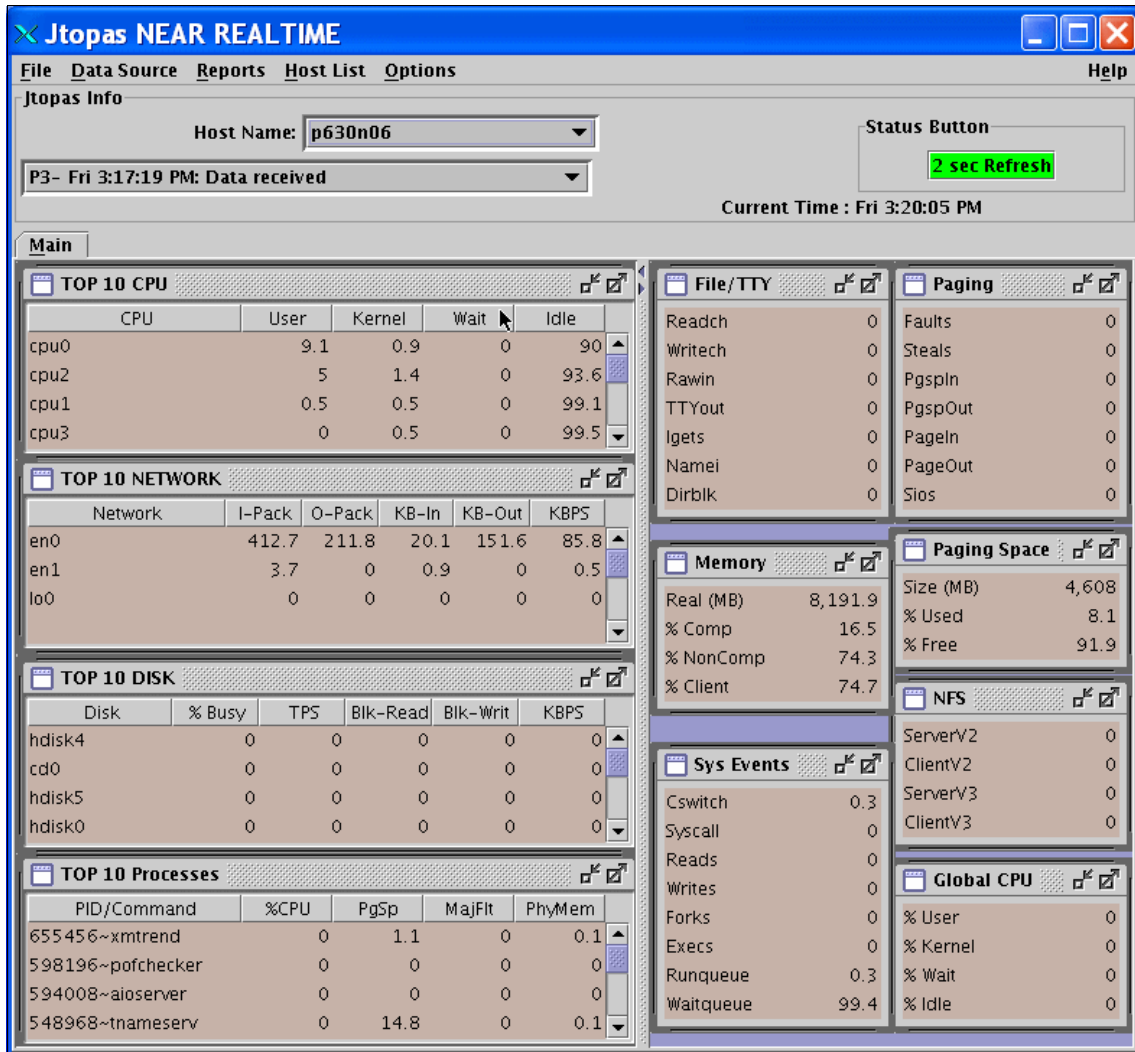 Jtopas NEAR REALTIME
File Data Source Reports Host List Options Help
Jtopas Info
Host Name: p630n06
Status Button
P3- Fri 3:17:19 PM: Data received
2 sec Refresh
Current Time : Fri 3:20:05 PM
Main
TOP 10 CPU
CPU User Kernel Wait Idle
cpu0 9.1 0.9 0 90
cpu2 5 1.4 0 93.6
cpu1 0.5 0.5 0 99.1
cpu3 0 0.5 0 99.5
TOP 10 NETWORK
Network I-Pack O-Pack KB-In KB-Out KBPS
en0 412.7 211.8 20.1 151.6 85.8
en1 3.7 0 0.9 0 0.5
lo0 0 0 0 0 0
TOP 10 DISK
Disk % Busy TPS Blk-Read Blk-Writ KBPS
hdisk4 0 0 0 0 0
cd0 0 0 0 0 0
hdisk5 0 0 0 0 0
hdisk0 0 0 0 0 0
TOP 10 Processes
PID/Command %CPU PgSp MajFlt PhyMem
655456~xmtrend 0 1.1 0 0.1
598196~pofchecker 0 0 0 0
594008~aioserver 0 0 0 0
548968~tnameserv 0 14.8 0 0.1
File/TTY
Readch 0
Writech 0
Rawin 0
TTYout 0
Igets 0
Namei 0
Dirblk 0
Memory
Real (MB) 8,191.9
% Comp 16.5
% NonComp 74.3
% Client 74.7
Sys Events
Cswitch 0.3
Syscall 0
Reads 0
Writes 0
Forks 0
Execs 0
Runqueue 0.3
Waitqueue 99.4
Paging
Faults 0
Steals 0
PgspIn 0
PgspOut 0
PageIn 0
PageOut 0
Sios 0
Paging Space
Size (MB) 4,608
% Used 8.1
% Free 91.9
NFS
ServerV2 0
ClientV2 0
ServerV3 0
ClientV3 0
Global CPU
% User 0
% Kernel 0
% Wait 0
% Idle 0